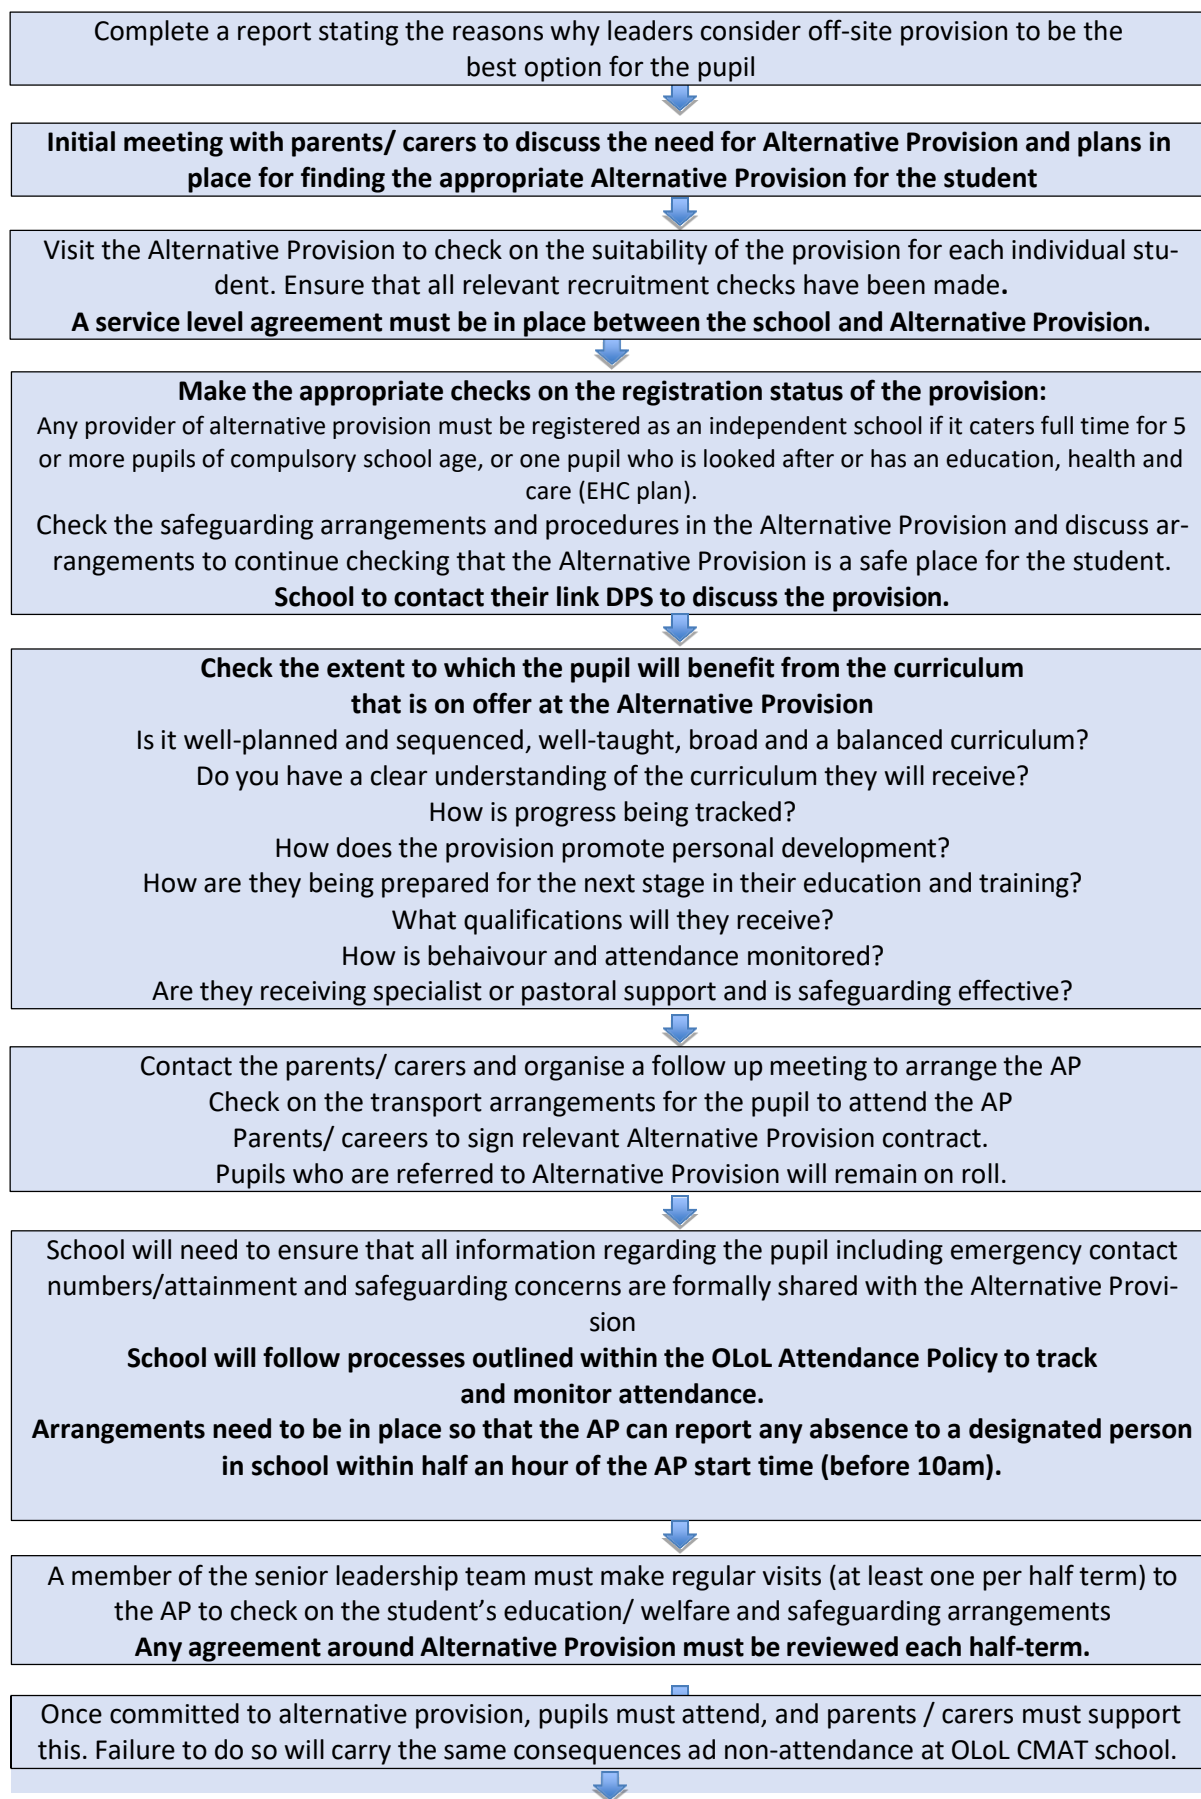 Complete a report stating the reasons why leaders consider off-site provision to be the
best option for the pupil
Initial meeting with parents/ carers to discuss the need for Alternative Provision and plans in
place for finding the appropriate Alternative Provision for the student
Visit the Alternative Provision to check on the suitability of the provision for each individual stu-
dent. Ensure that all relevant recruitment checks have been made.
A service level agreement must be in place between the school and Alternative Provision.
Make the appropriate checks on the registration status of the provision:
Any provider of alternative provision must be registered as an independent school if it caters full time for 5
or more pupils of compulsory school age, or one pupil who is looked after or has an education, health and
care (EHC plan).
Check the safeguarding arrangements and procedures in the Alternative Provision and discuss ar-
rangements to continue checking that the Alternative Provision is a safe place for the student.
School to contact their link DPS to discuss the provision.
Check the extent to which the pupil will benefit from the curriculum
that is on offer at the Alternative Provision
Is it well-planned and sequenced, well-taught, broad and a balanced curriculum?
Do you have a clear understanding of the curriculum they will receive?
How is progress being tracked?
How does the provision promote personal development?
How are they being prepared for the next stage in their education and training?
What qualifications will they receive?
How is behaivour and attendance monitored?
Are they receiving specialist or pastoral support and is safeguarding effective?
Contact the parents/ carers and organise a follow up meeting to arrange the AP
Check on the transport arrangements for the pupil to attend the AP
Parents/ careers to sign relevant Alternative Provision contract.
Pupils who are referred to Alternative Provision will remain on roll.
School will need to ensure that all information regarding the pupil including emergency contact
numbers/attainment and safeguarding concerns are formally shared with the Alternative Provi-
sion
School will follow processes outlined within the OLoL Attendance Policy to track
and monitor attendance.
Arrangements need to be in place so that the AP can report any absence to a designated person
in school within half an hour of the AP start time (before 10am).
A member of the senior leadership team must make regular visits (at least one per half term) to
the AP to check on the student's education/ welfare and safeguarding arrangements
Any agreement around Alternative Provision must be reviewed each half-term.
Once committed to alternative provision, pupils must attend, and parents / carers must support
this. Failure to do so will carry the same consequences ad non-attendance at OLoL CMAT school.